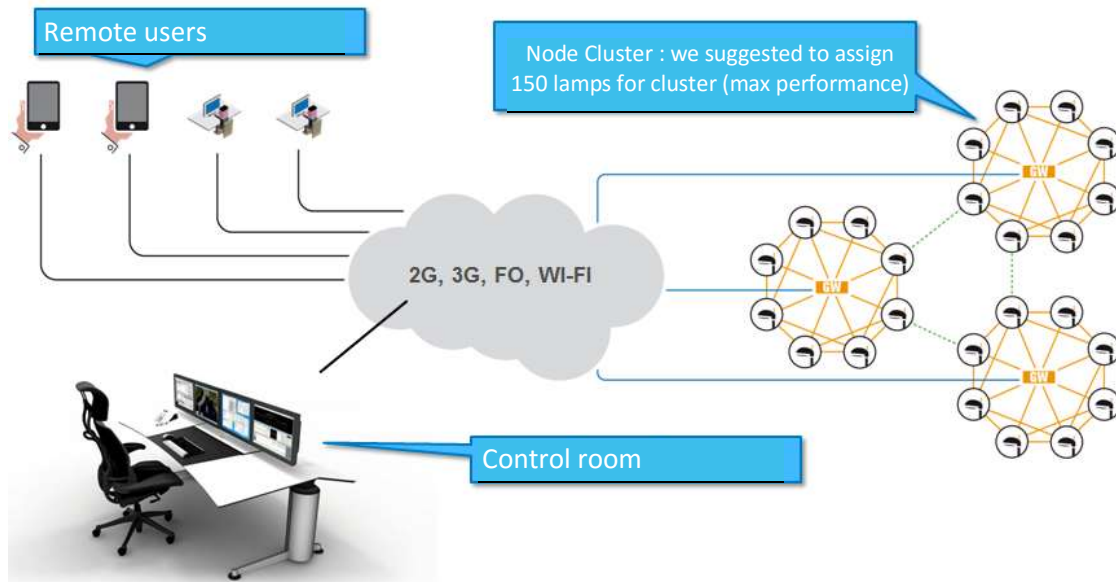 Remote users
Node Cluster : we suggested to assign
150 lamps for cluster (max performance)
GW
2G, 3G, FO, WI-FI
GW
GW
Control room